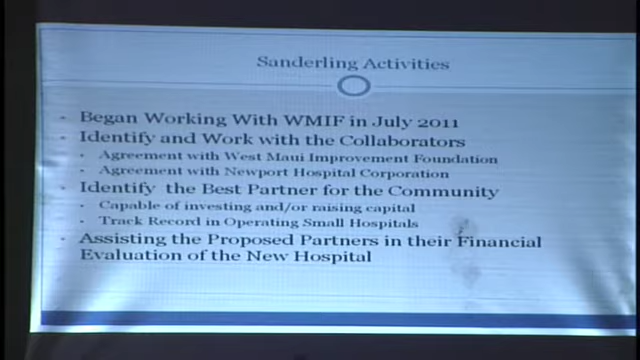 Sanderling Activities
Began Working With WMIF in July 2011
Identify and Work with the Collaborators
Agreement with West Maui Improvement Foundation
Agreement with Newport Hospital Corporation
Identify the Best Partner for the Community
Capable of investing and/or raising capital
Track Record in Operating Small Hospitals
Assisting the Proposed Partners in their Financial
Evaluation of the New Hospital